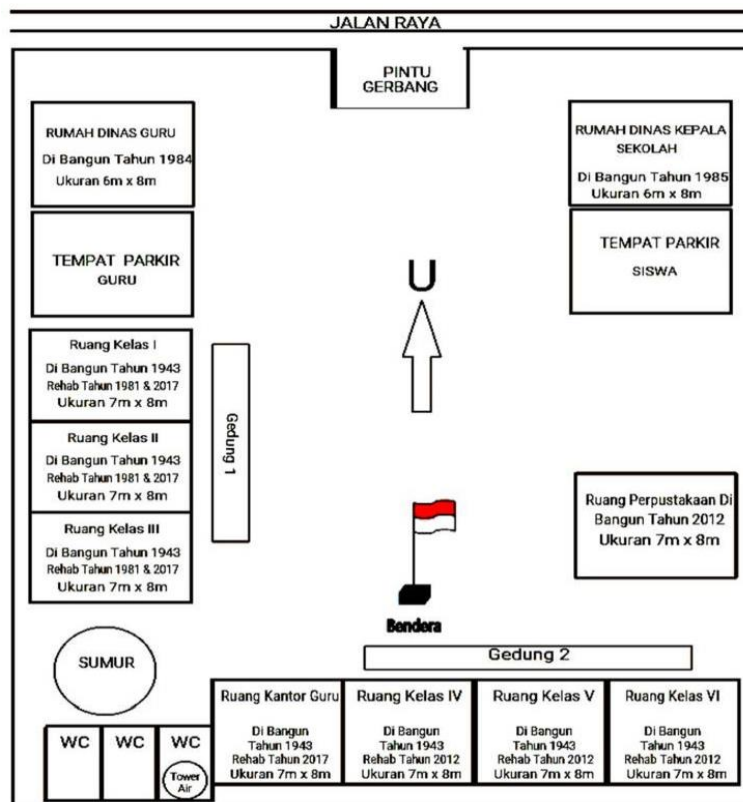 JALAN RAYA
PINTU
GERBANG
RUMAH DINAS GURU
Di Bangun Tahun 1984
Ukuran 6m x 8m
RUMAH DINAS KEPALA
SEKOLAH
Di Bangun Tahun 1985
Ukuran 6m x 8m
TEMPAT PARKIR
GURU
TEMPAT PARKIR
SISWA
U
Ruang Kelas I
Di Bangun Tahun 1943
Rehab Tahun 1981 & 2017
Ukuran 7m x 8m
Ruang Kelas II
Di Bangun Tahun 1943
Rehab Tahun 1981 & 2017
Ukuran 7m x 8m
Ruang Kelas III
Di Bangun Tahun 1943
Rehab Tahun 1981 & 2017
Ukuran 7m x 8m
Gedung 1
Ruang Perpustakaan Di
Bangun Tahun 2012
Ukuran 7m x 8m
Bendera
Gedung 2
SUMUR
WC
WC
WC
Tower
Air
Ruang Kantor Guru
Di Bangun
Tahun 1943
Rehab Tahun 2017
Ukuran 7m x 8m
Ruang Kelas IV
Di Bangun
Tahun 1943
Rehab Tahun 2012
Ukuran 7m x 8m
Ruang Kelas V
Di Bangun
Tahun 1943
Rehab Tahun 2012
Ukuran 7m x 8m
Ruang Kelas VI
Di Bangun
Tahun 1943
Rehab Tahun 2012
Ukuran 7m x 8m